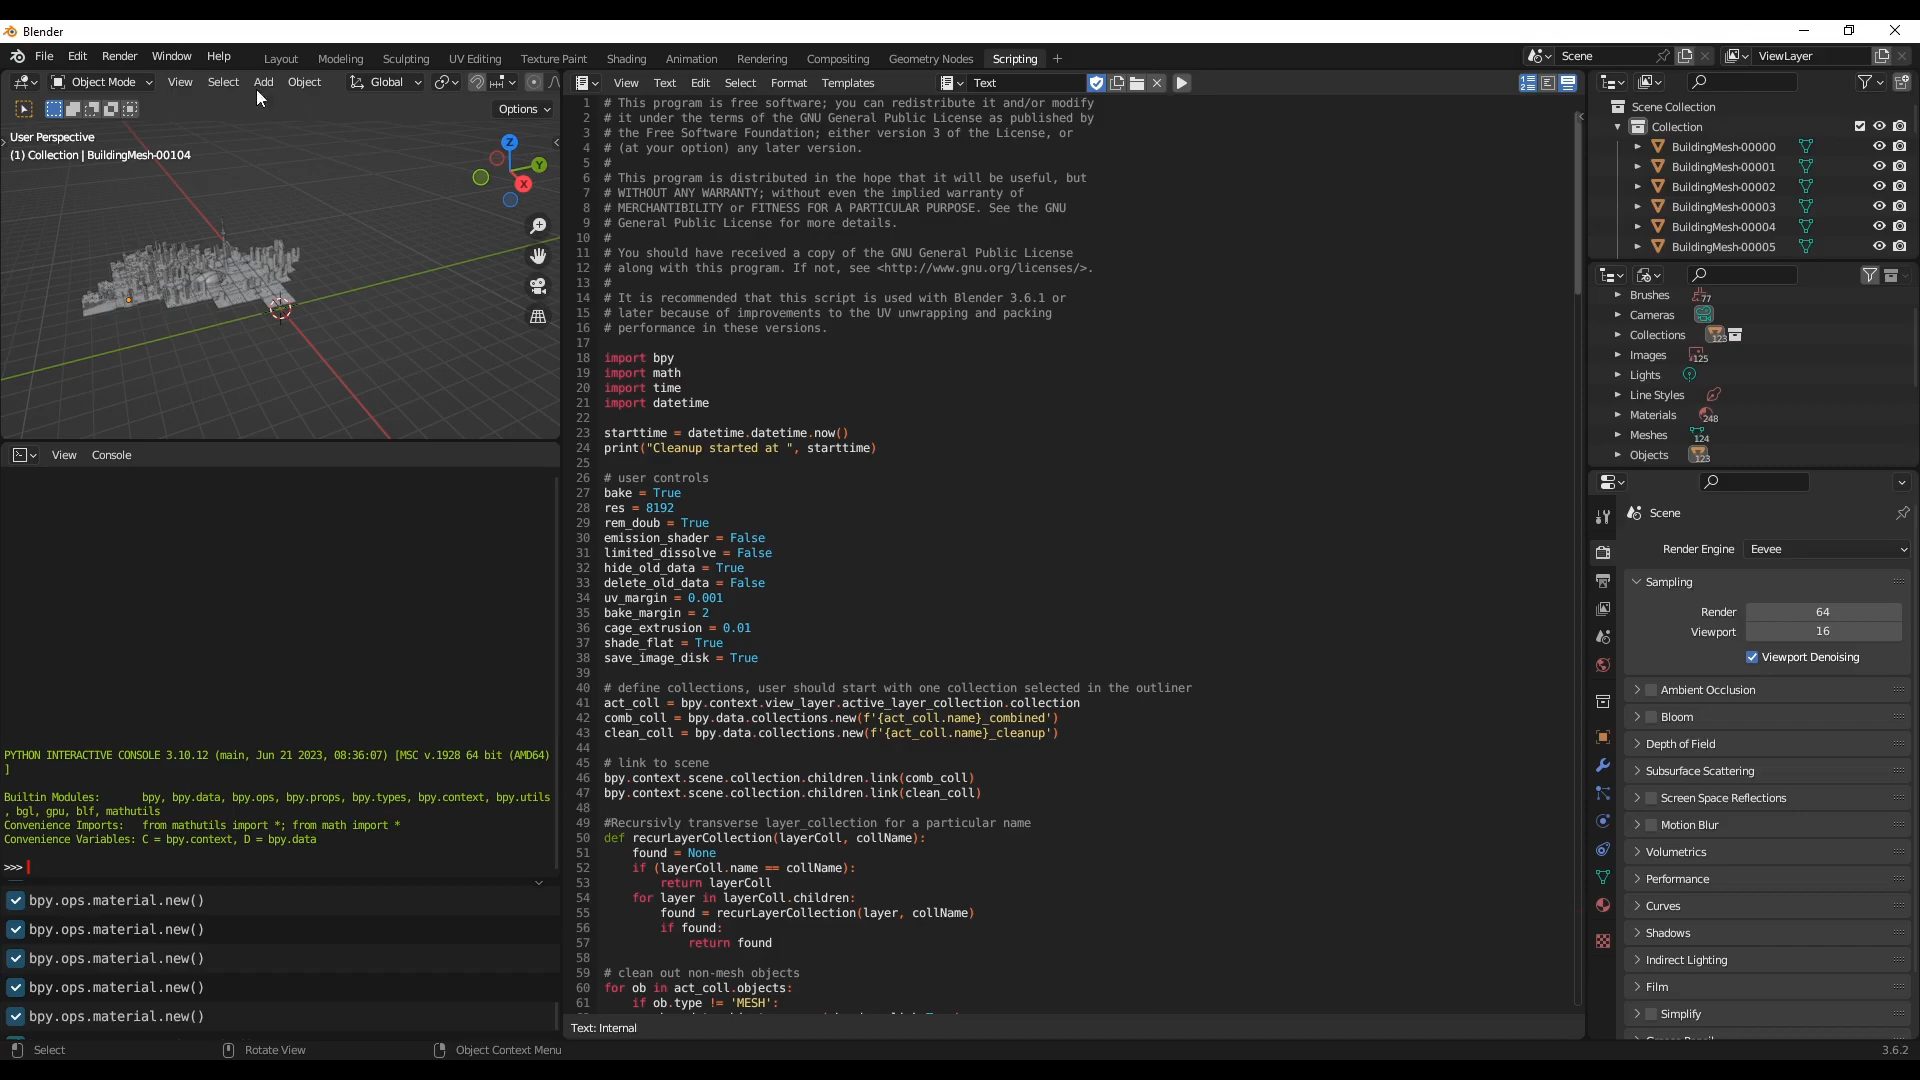 Blender
File Edit Render Window Help
Layout Modeling Sculpting UV Editing Texture Paint Shading Animation Rendering Compositing Geometry Nodes Scripting +
Scene
ViewLayer
Object Mode View Select Add Object Global
Options
User Perspective
(1) Collection | BuildingMesh-00104
Z
Y
X
View Console
PYTHON INTERACTIVE CONSOLE 3.10.12 (main, Jun 21 2023, 08:36:07) [MSC v.1928 64 bit (AMD64)
]
Builtin Modules: bpy, bpy.data, bpy.ops, bpy.props, bpy.types, bpy.context, bpy.utils
, bgl, gpu, blf, mathutils
Convenience Imports: from mathutils import *; from math import *
Convenience Variables: C = bpy.context, D = bpy.data
>>>
bpy.ops.material.new()
bpy.ops.material.new()
bpy.ops.material.new()
bpy.ops.material.new()
bpy.ops.material.new()
View Text Edit Select Format Templates
Text
1 # This program is free software; you can redistribute it and/or modify
2 # it under the terms of the GNU General Public License as published by
3 # the Free Software Foundation; either version 3 of the License, or
4 # (at your option) any later version.
5 #
6 # This program is distributed in the hope that it will be useful, but
7 # WITHOUT ANY WARRANTY; without even the implied warranty of
8 # MERCHANTIBILITY or FITNESS FOR A PARTICULAR PURPOSE. See the GNU
9 # General Public License for more details.
10 #
11 # You should have received a copy of the GNU General Public License
12 # along with this program. If not, see <http://www.gnu.org/licenses/>.
13 #
14 # It is recommended that this script is used with Blender 3.6.1 or
15 # later because of improvements to the UV unwrapping and packing
16 # performance in these versions.
17
18 import bpy
19 import math
20 import time
21 import datetime
22
23 starttime = datetime.datetime.now()
24 print("Cleanup started at ", starttime)
25
26 # user controls
27 bake = True
28 res = 8192
29 rem_doub = True
30 emission_shader = False
31 limited_dissolve = False
32 hide_old_data = True
33 delete_old_data = False
34 uv_margin = 0.001
35 bake_margin = 2
36 cage_extrusion = 0.01
37 shade_flat = True
38 save_image_disk = True
39
40 # define collections, user should start with one collection selected in the outliner
41 act_coll = bpy.context.view_layer.active_layer_collection.collection
42 comb_coll = bpy.data.collections.new(f'{act_coll.name}_combined')
43 clean_coll = bpy.data.collections.new(f'{act_coll.name}_cleanup')
44
45 # link to scene
46 bpy.context.scene.collection.children.link(comb_coll)
47 bpy.context.scene.collection.children.link(clean_coll)
48
49 #Recursivly transverse layer_collection for a particular name
50 def recurLayerCollection(layerColl, collName):
51 found = None
52 if (layerColl.name == collName):
53 return layerColl
54 for layer in layerColl.children:
55 found = recurLayerCollection(layer, collName)
56 if found:
57 return found
58
59 # clean out non-mesh objects
60 for ob in act_coll.objects:
61 if ob.type != 'MESH':
Text: Internal
Scene Collection
Collection
BuildingMesh-00000
BuildingMesh-00001
BuildingMesh-00002
BuildingMesh-00003
BuildingMesh-00004
BuildingMesh-00005
Brushes 77
Cameras
Collections 123
Images 125
Lights
Line Styles
Materials 248
Meshes 124
Objects 123
Scene
Render Engine Eevee
Sampling
Render 64
Viewport 16
Viewport Denoising
Ambient Occlusion
Bloom
Depth of Field
Subsurface Scattering
Screen Space Reflections
Motion Blur
Volumetrics
Performance
Curves
Shadows
Indirect Lighting
Film
Simplify
Select Rotate View Object Context Menu
3.6.2